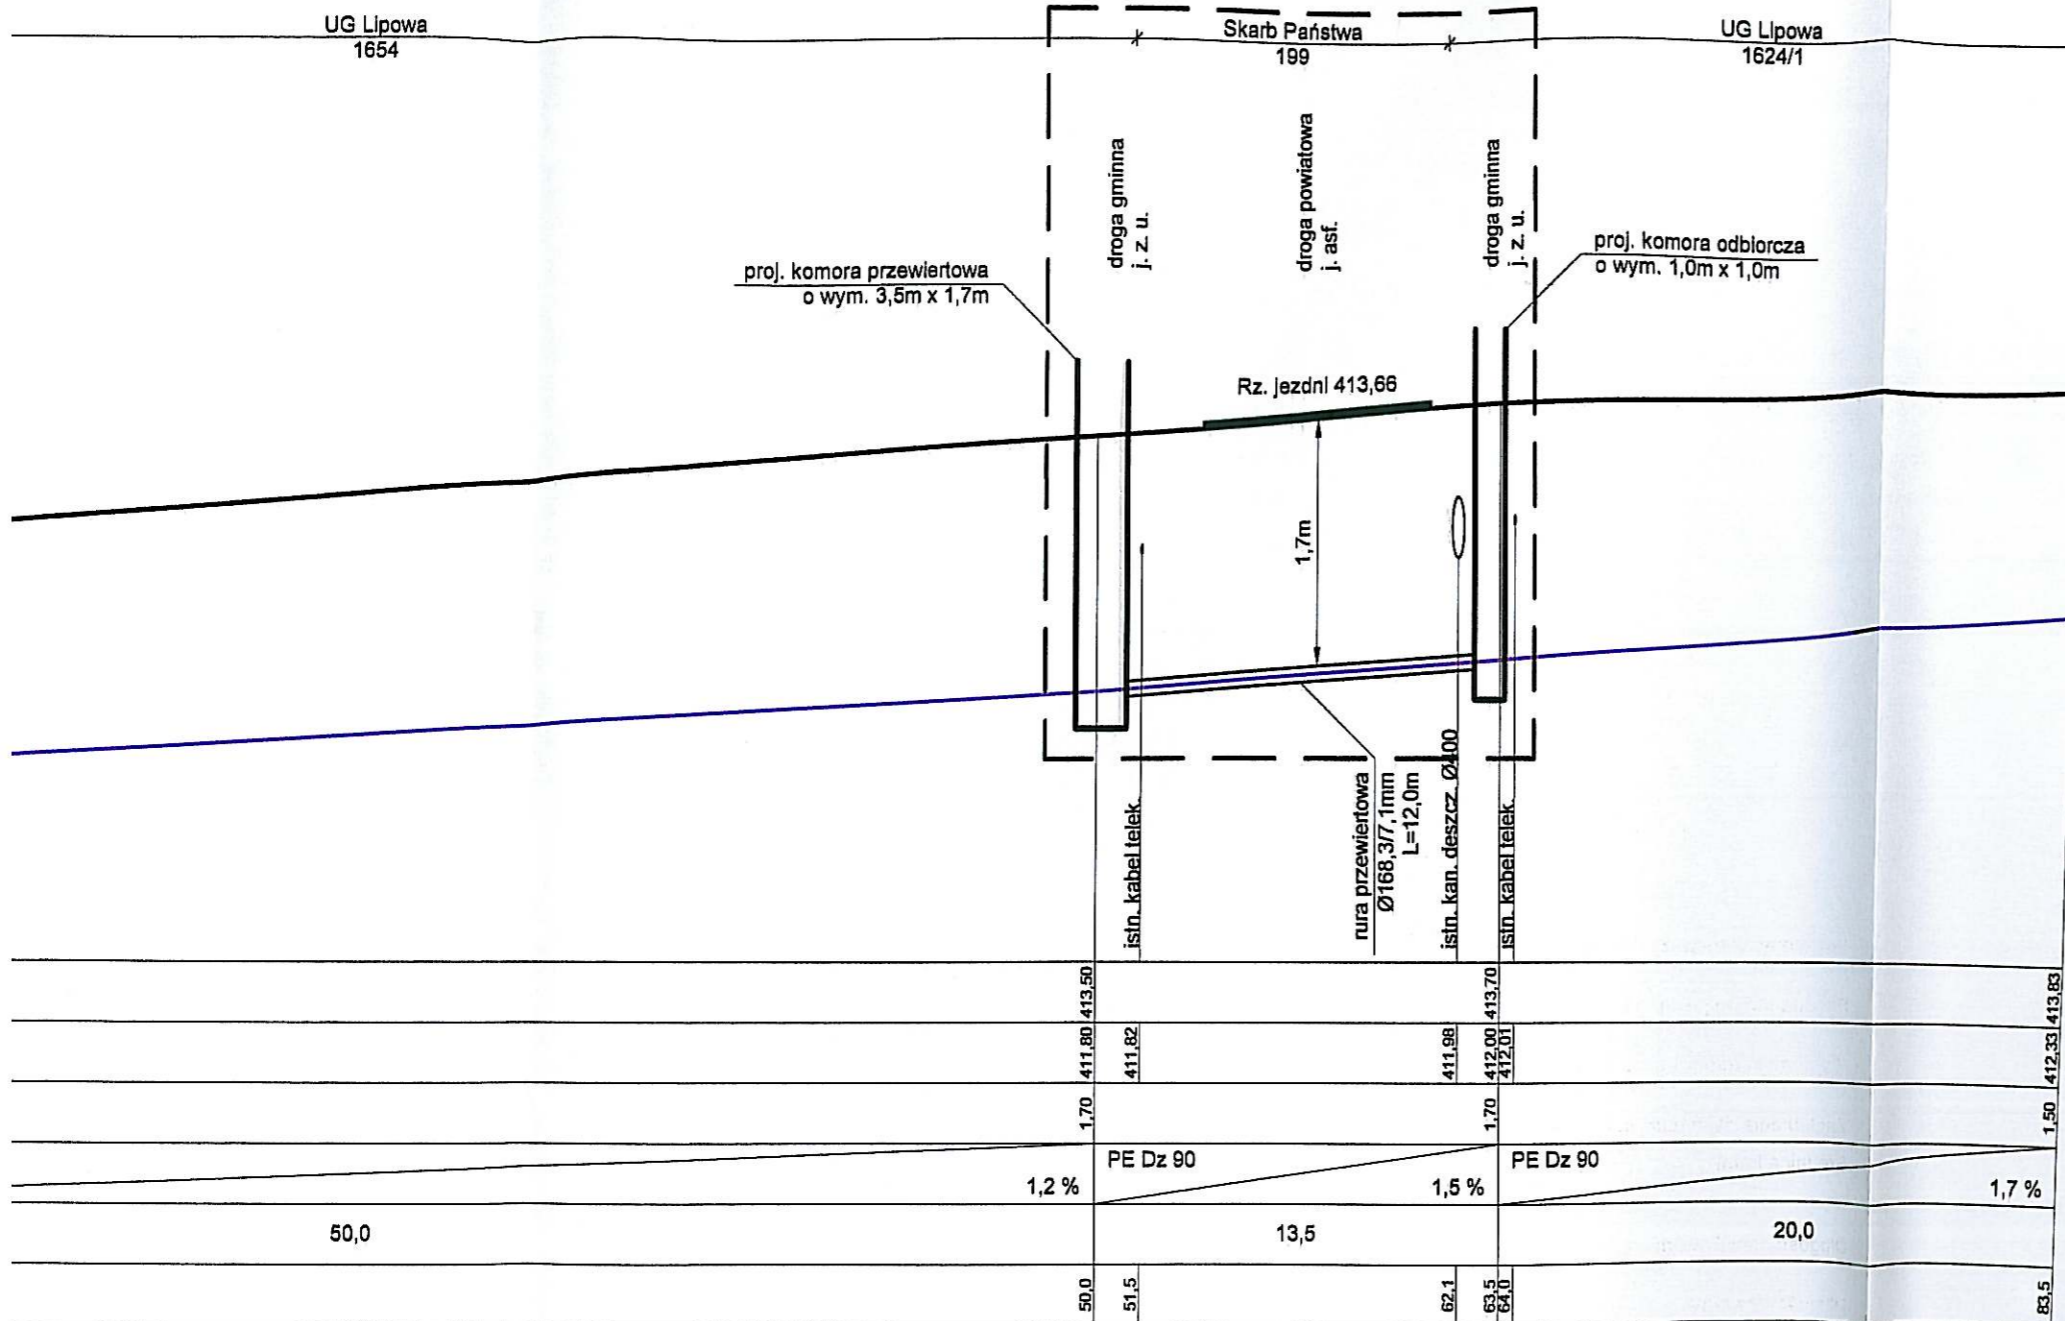 UG Lipowa
1654
Skarb Państwa
199
UG Lipowa
1624/1
droga gminna
j. z. u.
droga powiatowa
j. asf.
droga gminna
j. z. u.
proj. komora przewiertowa
o wym. 3,5m x 1,7m
proj. komora odbiorcza
o wym. 1,0m x 1,0m
Rz. jezdni 413,66
1,7m
istn. kabel telek.
rura przewiertowa
Ø168,3/7,1mm
L=12,0m
istn. kan. deszcz. Ø400
istn. kabel telek.
413,50
413,70
413,83
411,80
411,82
411,98
412,00
412,01
412,33
1,70
1,70
1,50
PE Dz 90
PE Dz 90
1,2 %
1,5 %
1,7 %
50,0
13,5
20,0
50,0
51,5
62,1
63,5
64,0
83,5